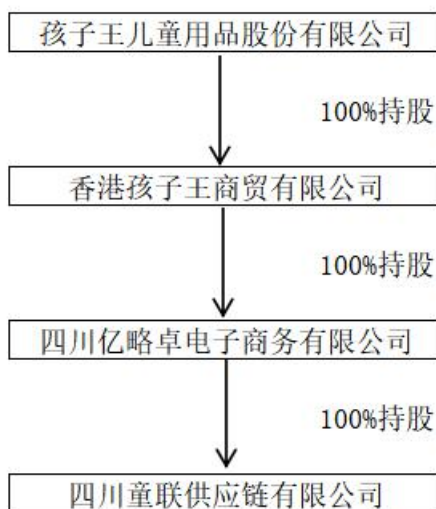 孩子王儿童用品股份有限公司
100%持股
香港孩子王商贸有限公司
100%持股
四川亿略卓电子商务有限公司
100%持股
四川童联供应链有限公司